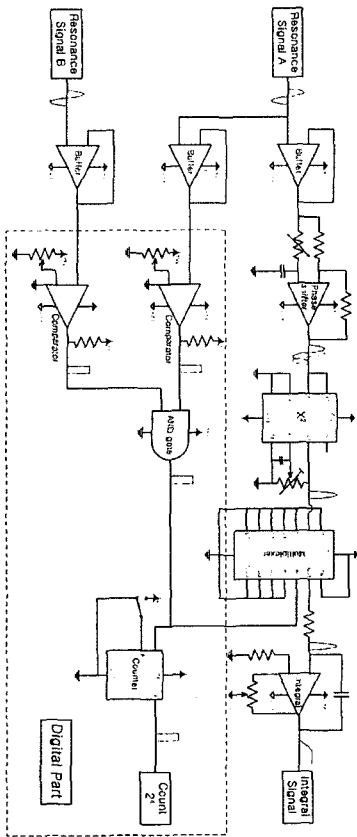 Resonance
Signal B
Resonance
Signal A
Buffer
Buffer
Buffer
Phase
shifter
Comparator
Comparator
X²
AND gate
Multiplexer
Counter
Integral
Digital Part
Count
2⁴
Integral
Signal